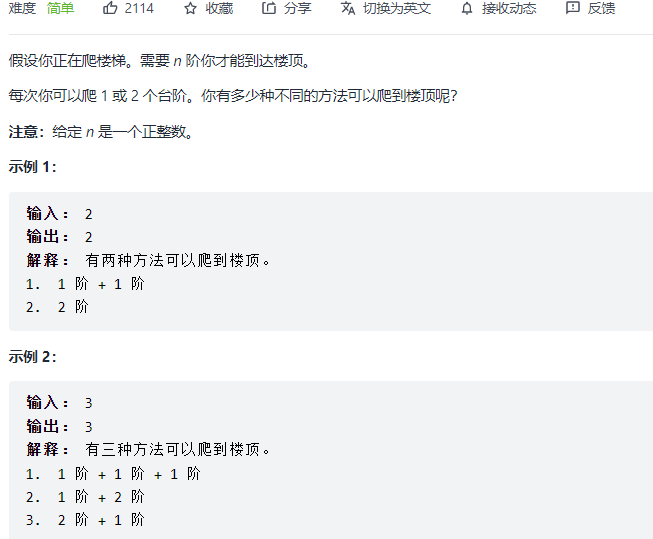 难度 简单 2114 收藏 分享 切换为英文 接收动态 反馈
假设你正在爬楼梯。需要 n 阶你才能到达楼顶。
每次你可以爬 1 或 2 个台阶。你有多少种不同的方法可以爬到楼顶呢？
注意：给定 n 是一个正整数。
示例 1：
输入： 2
输出： 2
解释： 有两种方法可以爬到楼顶。
1. 1 阶 + 1 阶
2. 2 阶
示例 2：
输入： 3
输出： 3
解释： 有三种方法可以爬到楼顶。
1. 1 阶 + 1 阶 + 1 阶
2. 1 阶 + 2 阶
3. 2 阶 + 1 阶